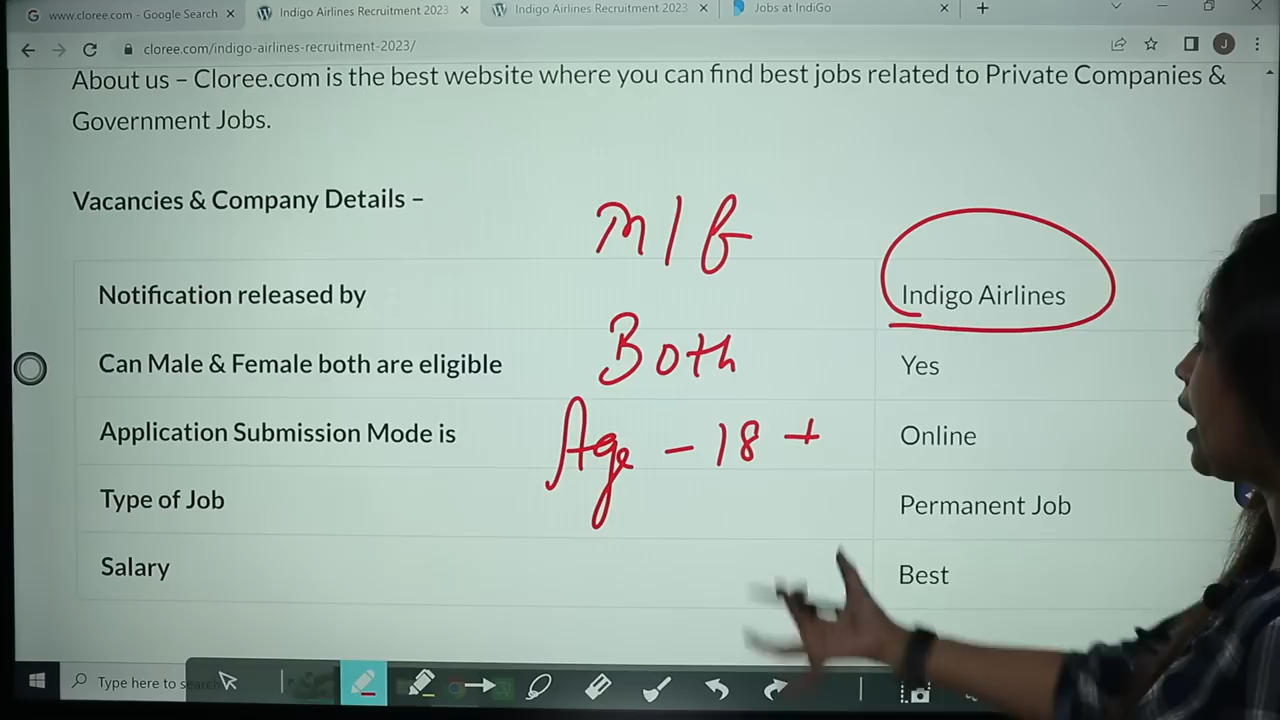 www.cloree.com - Google Search
Indigo Airlines Recruitment 2023
Indigo Airlines Recruitment 2023
Jobs at IndiGo
cloree.com/indigo-airlines-recruitment-2023/
J
About us – Cloree.com is the best website where you can find best jobs related to Private Companies &
Government Jobs.
Vacancies & Company Details –
M/F
Notification released by Indigo Airlines
Can Male & Female both are eligible Both Yes
Application Submission Mode is Age - 18 + Online
Type of Job Permanent Job
Salary Best
Type here to search